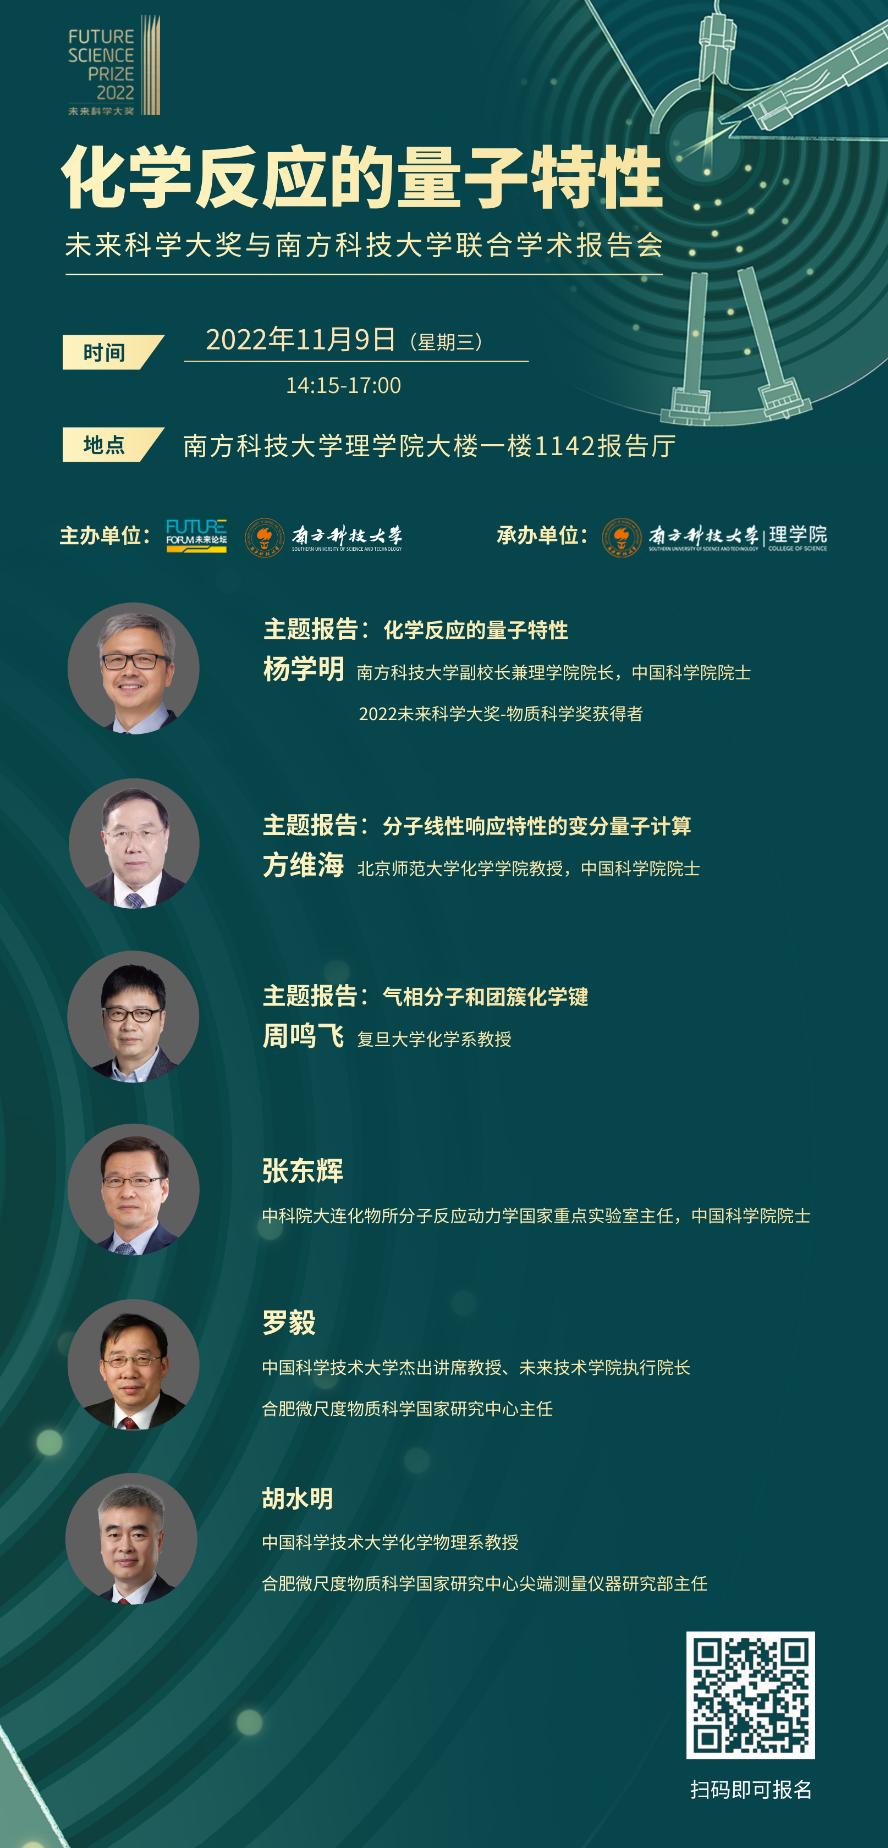 FUTURE
SCIENCE
PRIZE
2022
未来科学大奖
化学反应的量子特性
未来科学大奖与南方科技大学联合学术报告会
时间
2022年11月9日（星期三）
14:15-17:00
地点
南方科技大学理学院大楼一楼1142报告厅
主办单位：
FUTURE
FORUM 未来论坛
南方科技大学
SOUTHERN UNIVERSITY OF SCIENCE AND TECHNOLOGY
承办单位：
南方科技大学
SOUTHERN UNIVERSITY OF SCIENCE AND TECHNOLOGY
理学院
COLLEGE OF SCIENCE
主题报告：化学反应的量子特性
杨学明 南方科技大学副校长兼理学院院长，中国科学院院士
2022未来科学大奖-物质科学奖获得者
主题报告：分子线性响应特性的变分量子计算
方维海 北京师范大学化学学院教授，中国科学院院士
主题报告：气相分子和团簇化学键
周鸣飞 复旦大学化学系教授
张东辉
中科院大连化物所分子反应动力学国家重点实验室主任，中国科学院院士
罗毅
中国科学技术大学杰出讲席教授、未来技术学院执行院长
合肥微尺度物质科学国家研究中心主任
胡水明
中国科学技术大学化学物理系教授
合肥微尺度物质科学国家研究中心尖端测量仪器研究部主任
扫码即可报名